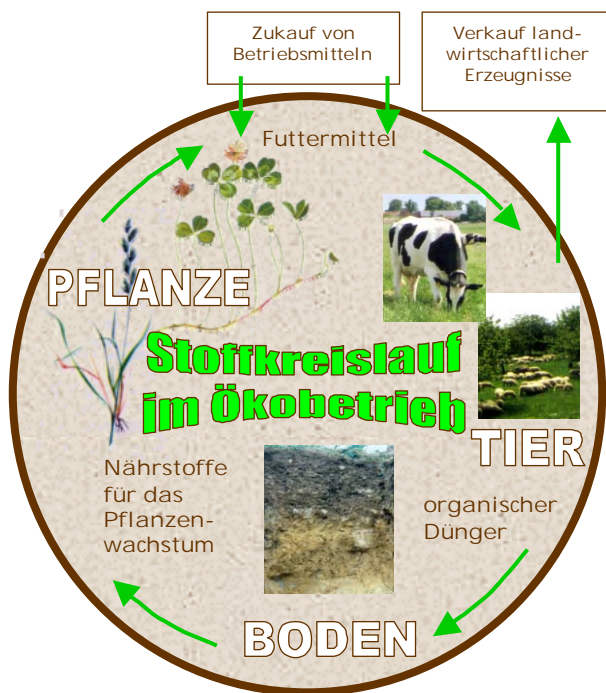 Zukauf von
Betriebsmitteln
Verkauf land-
wirtschaftlicher
Erzeugnisse
Futtermittel
PFLANZE
Stoffkreislauf
im Ökobetrieb
TIER
Nährstoffe
für das
Pflanzen-
wachstum
organischer
Dünger
BODEN